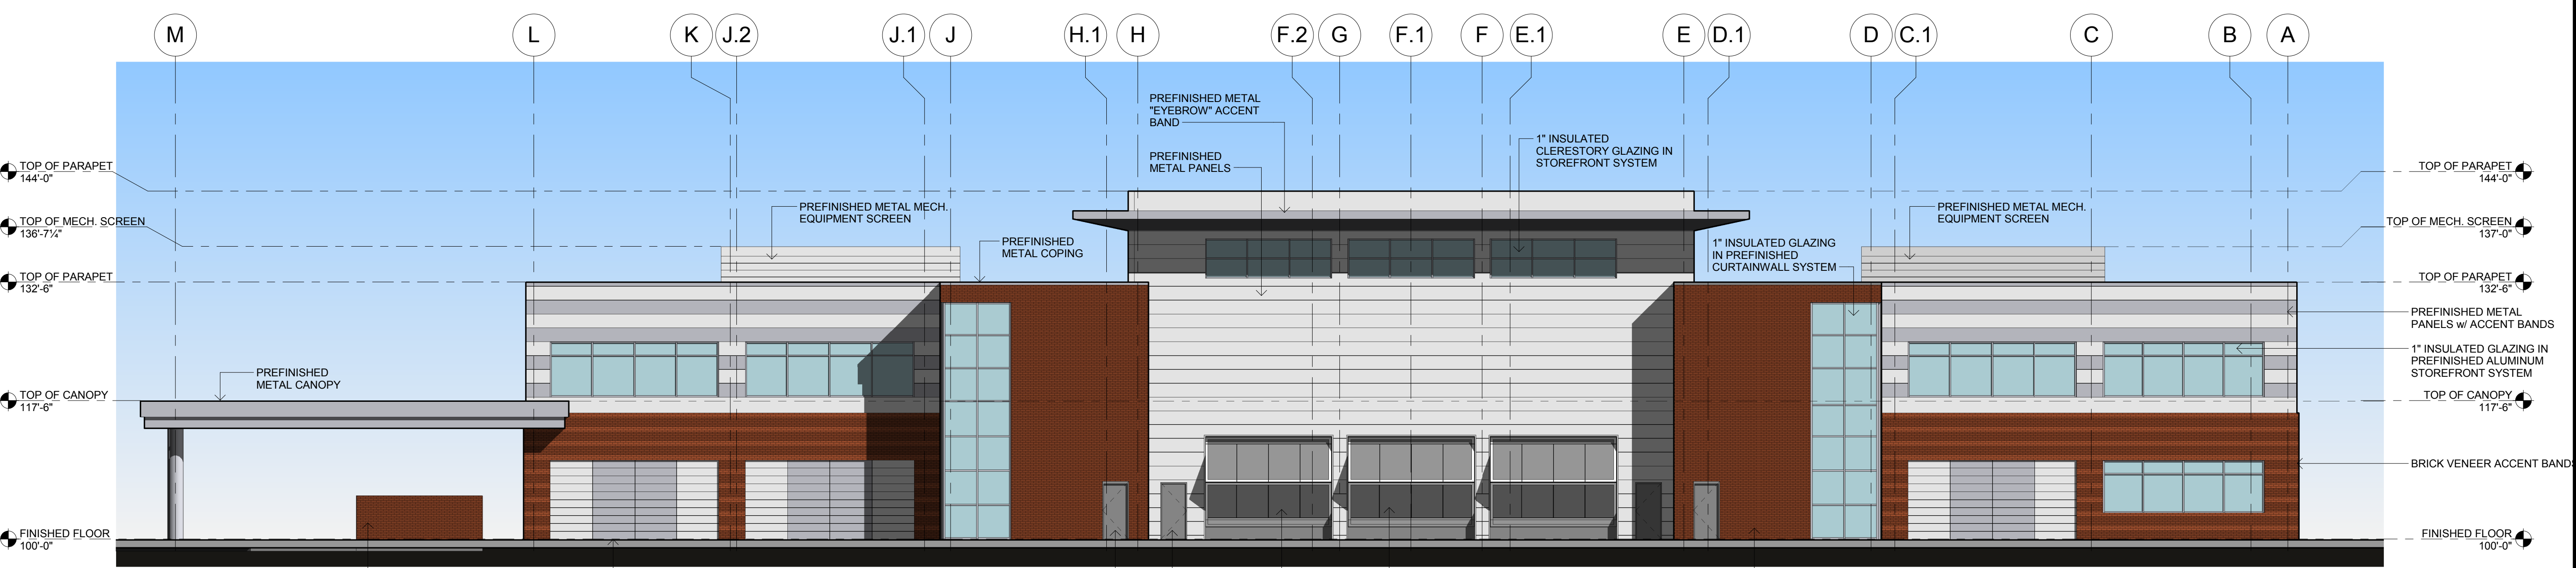 M
L
K
J.2
J.1
J
H.1
H
F.2
G
F.1
F
E.1
E
D.1
D
C.1
C
B
A
PREFINISHED METAL
"EYEBROW" ACCENT
BAND
1" INSULATED
CLERESTORY GLAZING IN
STOREFRONT SYSTEM
PREFINISHED
METAL PANELS
TOP OF PARAPET
144'-0"
TOP OF PARAPET
144'-0"
PREFINISHED METAL MECH.
EQUIPMENT SCREEN
PREFINISHED METAL MECH.
EQUIPMENT SCREEN
TOP OF MECH. SCREEN
136'-7¼"
TOP OF MECH. SCREEN
137'-0"
PREFINISHED
METAL COPING
1" INSULATED GLAZING
IN PREFINISHED
CURTAINWALL SYSTEM
TOP OF PARAPET
132'-6"
TOP OF PARAPET
132'-6"
PREFINISHED METAL
PANELS w/ ACCENT BANDS
1" INSULATED GLAZING IN
PREFINISHED ALUMINUM
STOREFRONT SYSTEM
PREFINISHED
METAL CANOPY
TOP OF CANOPY
117'-6"
TOP OF CANOPY
117'-6"
BRICK VENEER ACCENT BANDS
FINISHED FLOOR
100'-0"
FINISHED FLOOR
100'-0"